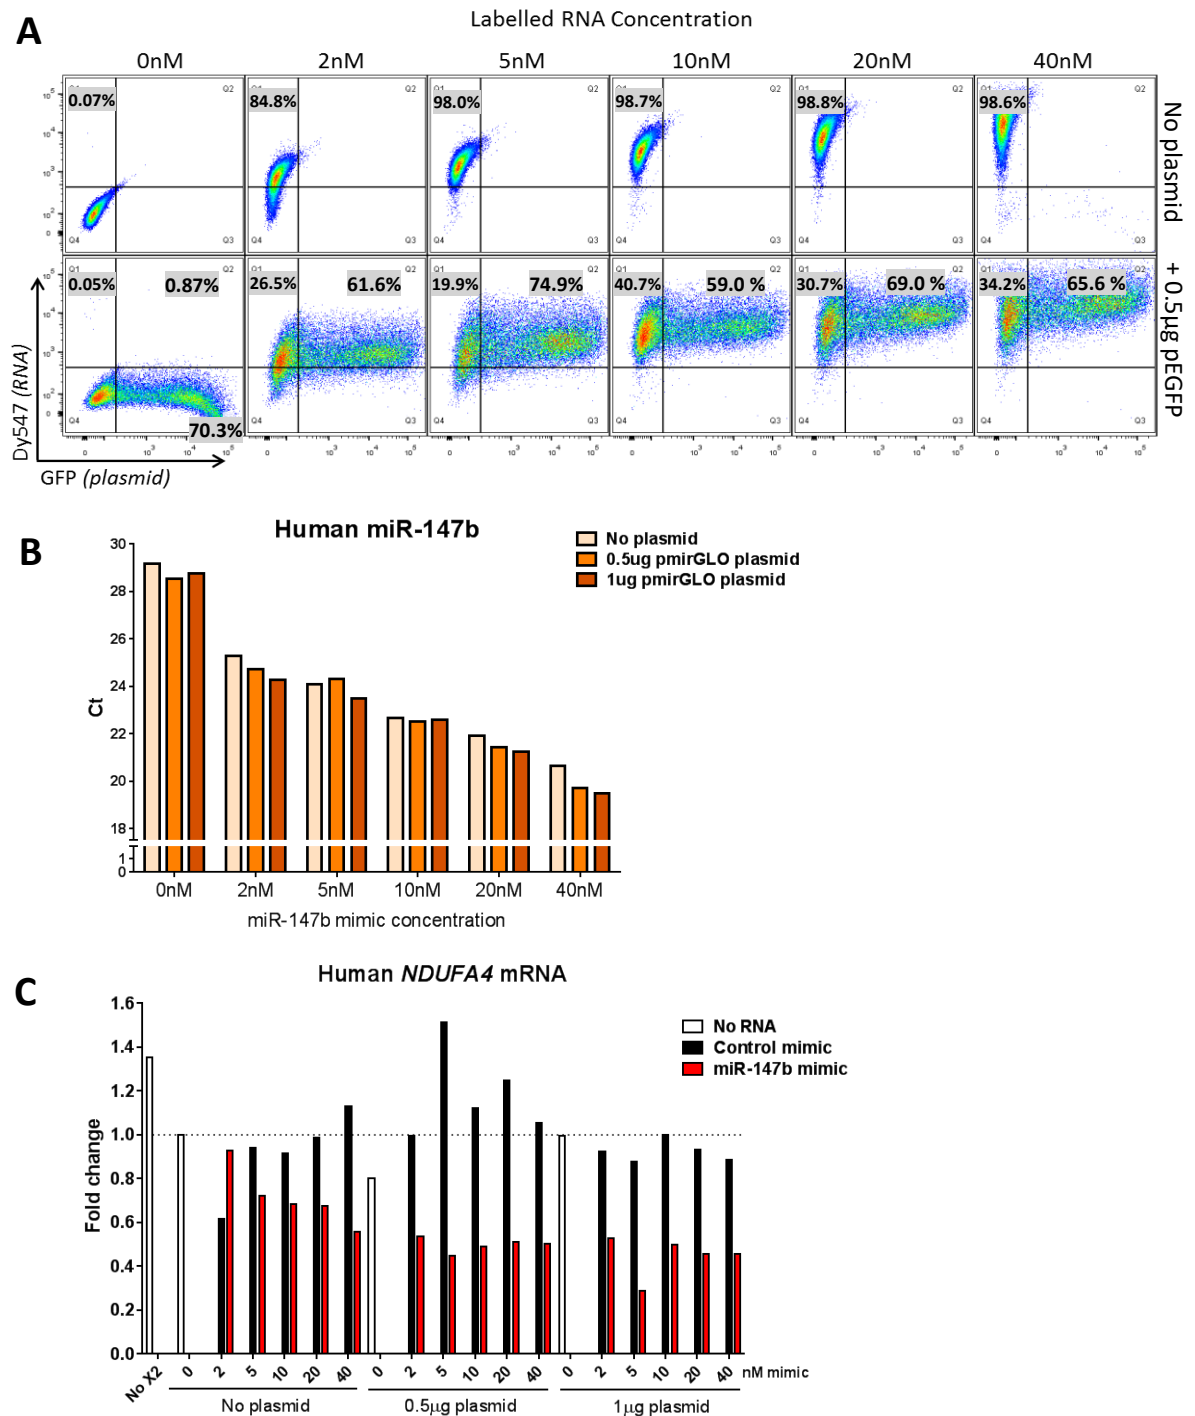 A
Labelled RNA Concentration
0nM 2nM 5nM 10nM 20nM 40nM
0.07% 84.8% 98.0% 98.7% 98.8% 98.6%
No plasmid
0.05% 0.87% 26.5% 61.6% 19.9% 74.9% 40.7% 59.0 % 30.7% 69.0 % 34.2% 65.6 %
70.3%
+ 0.5µg pEGFP
Dy547 (RNA)
GFP (plasmid)
B
Human miR-147b
No plasmid
0.5ug pmirGLO plasmid
1ug pmirGLO plasmid
Ct
30
28
26
24
22
20
18
1
0
0nM 2nM 5nM 10nM 20nM 40nM
miR-147b mimic concentration
C
Human NDUFA4 mRNA
No RNA
Control mimic
miR-147b mimic
Fold change
1.6
1.4
1.2
1.0
0.8
0.6
0.4
0.2
0.0
No X2 0 2 5 10 20 40 0 2 5 10 20 40 0 2 5 10 20 40 nM mimic
No plasmid 0.5µg plasmid 1µg plasmid